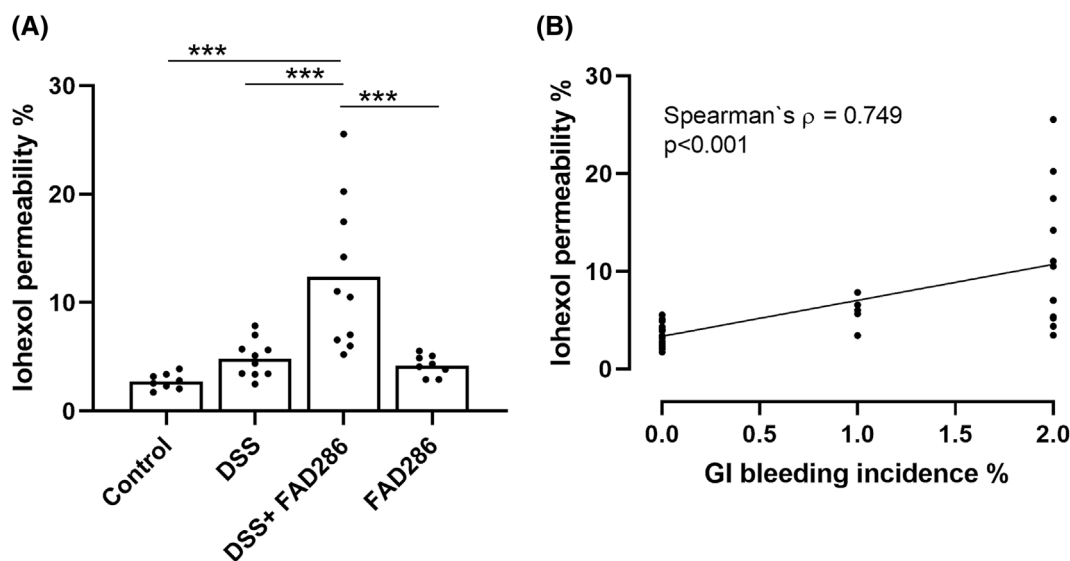 (A)
***
***
***
Iohexol permeability %
30
20
10
0
Control
DSS
DSS+ FAD286
FAD286
(B)
Iohexol permeability %
30
20
10
0
Spearman`s ρ = 0.749
p<0.001
0.0 0.5 1.0 1.5 2.0
GI bleeding incidence %